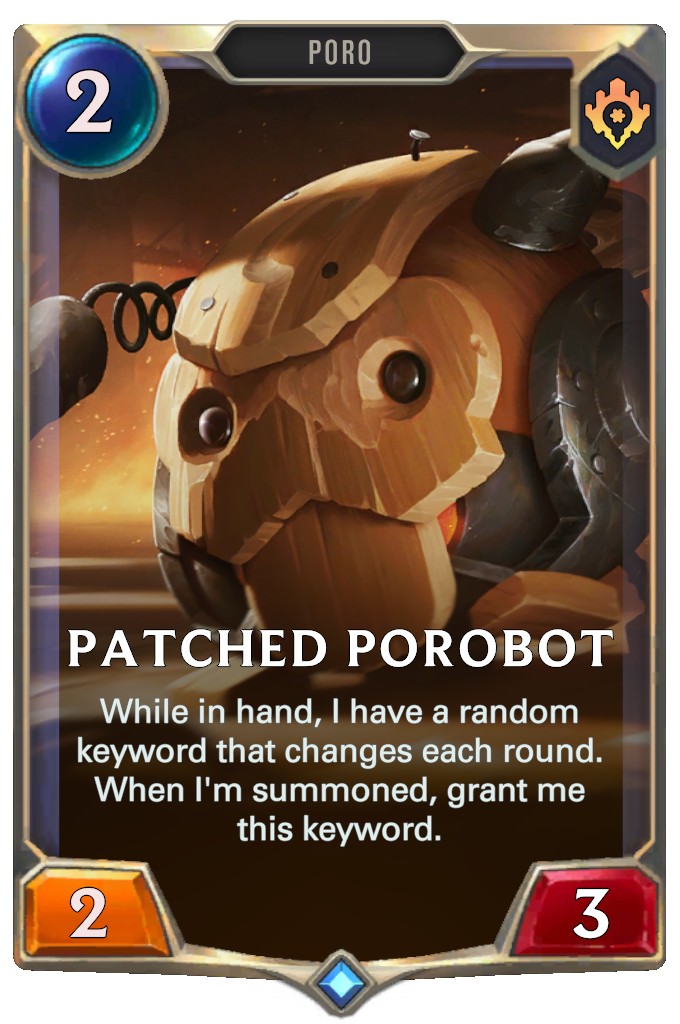 PORO
2
PATCHED POROBOT
While in hand, I have a random
keyword that changes each round.
When I'm summoned, grant me
this keyword.
2
3